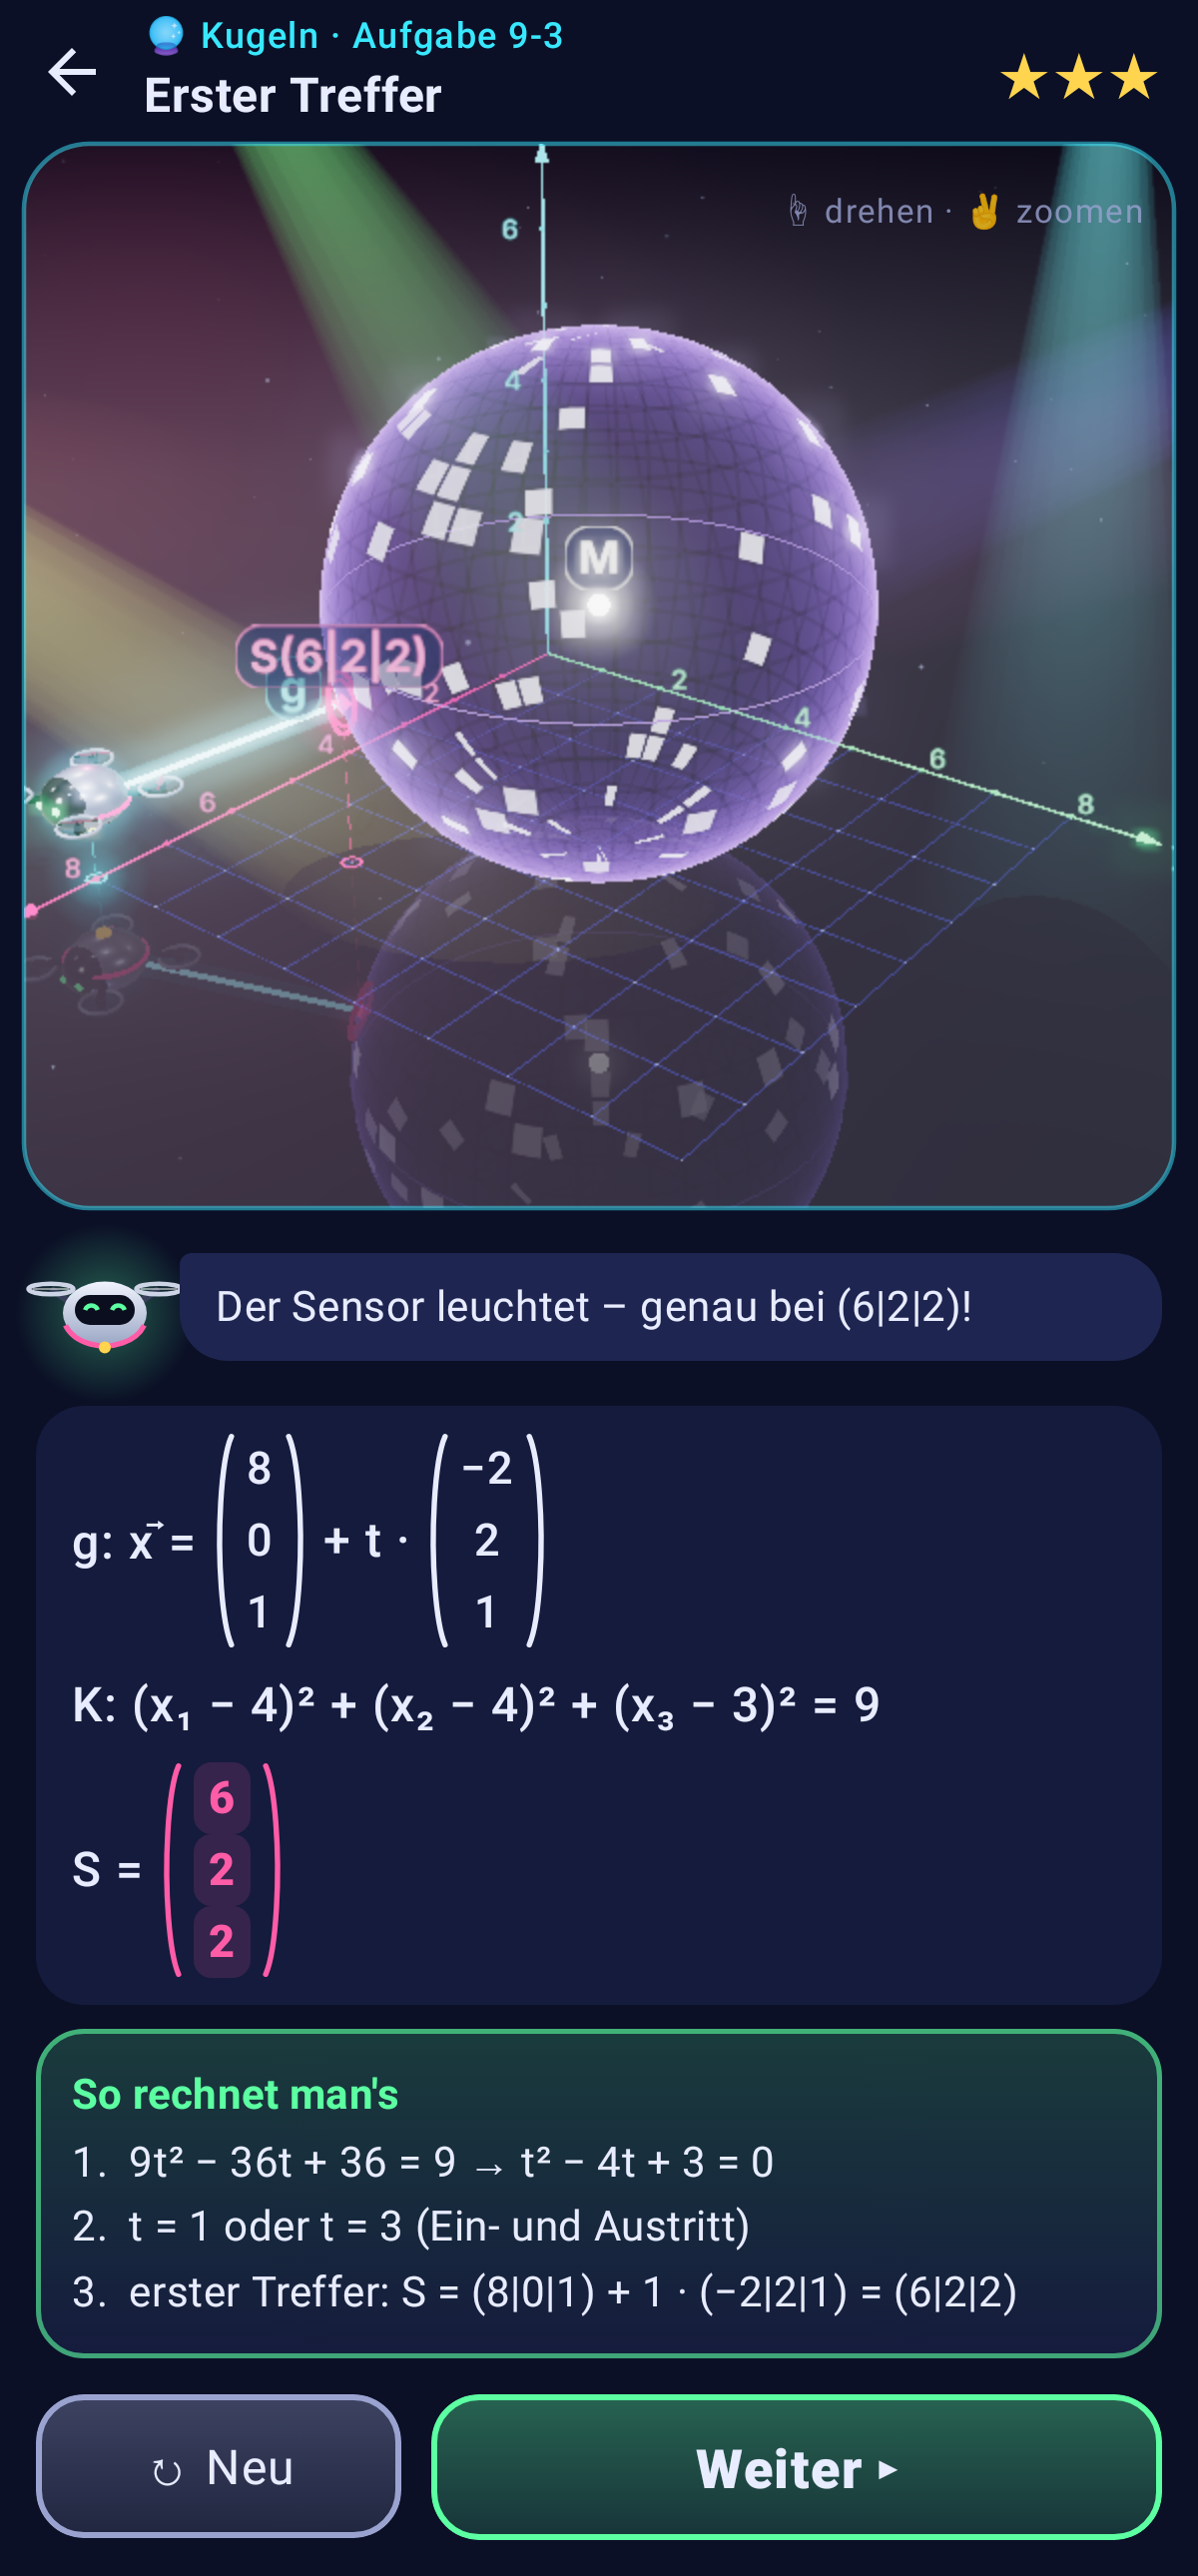 Kugeln · Aufgabe 9-3
Erster Treffer
drehen · zoomen
6
4
2
M
S(6|2|2)
g
2
2
4
4
6
6
8
8
Der Sensor leuchtet – genau bei (6|2|2)!
g: x⃗ = (8 0 1) + t · (−2 2 1)
K: (x₁ − 4)² + (x₂ − 4)² + (x₃ − 3)² = 9
S = (6 2 2)
So rechnet man's
1. 9t² − 36t + 36 = 9 → t² − 4t + 3 = 0
2. t = 1 oder t = 3 (Ein- und Austritt)
3. erster Treffer: S = (8|0|1) + 1 · (−2|2|1) = (6|2|2)
↻ Neu
Weiter ▸